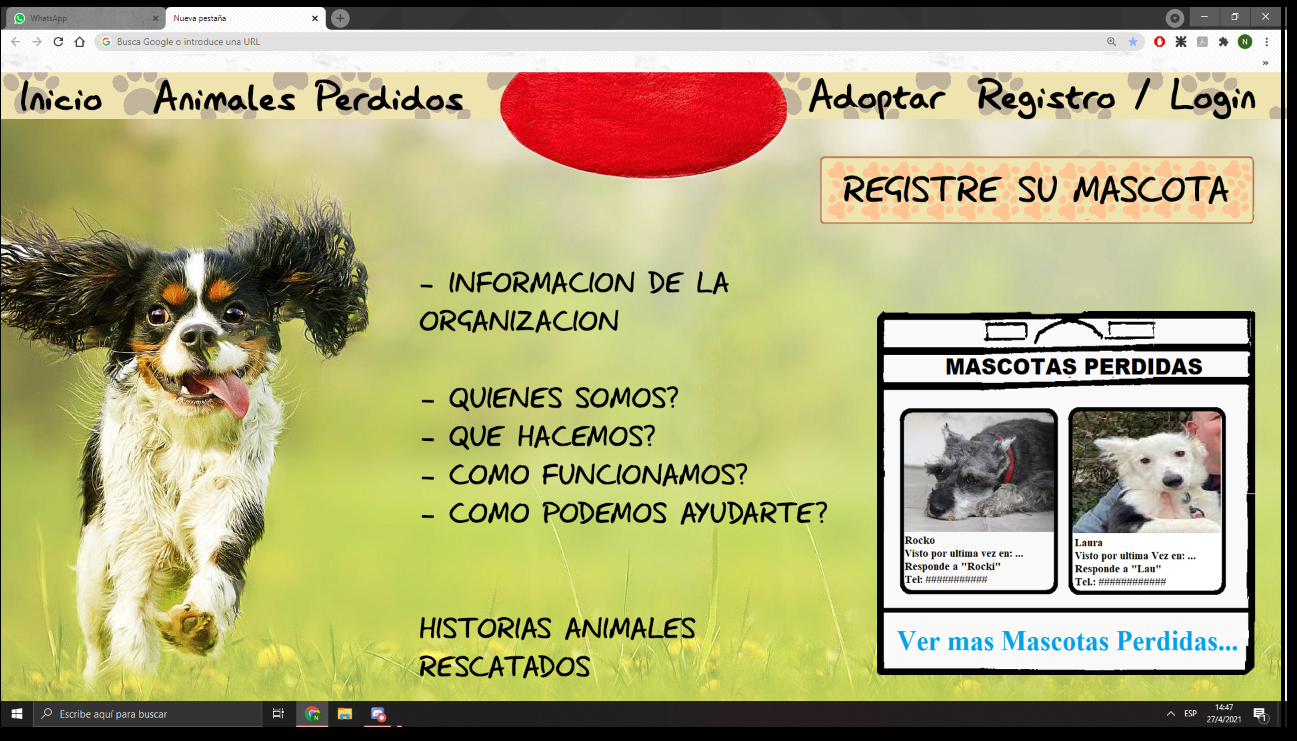 WhatsApp
Nueva pestaña
Busca Google o introduce una URL
N
Inicio Animales Perdidos Adoptar Registro / Login
REGISTRE SU MASCOTA
- INFORMACION DE LA
ORGANIZACION
- QUIENES SOMOS?
- QUE HACEMOS?
- COMO FUNCIONAMOS?
- COMO PODEMOS AYUDARTE?
HISTORIAS ANIMALES
RESCATADOS
MASCOTAS PERDIDAS
Rocko
Visto por ultima vez en: ...
Responde a "Rocki"
Tel: ###########
Laura
Visto por ultima Vez en: ...
Responde a "Lau"
Tel.: ############
Ver mas Mascotas Perdidas...
Escribe aquí para buscar
N
ESP
14:47
27/4/2021
1